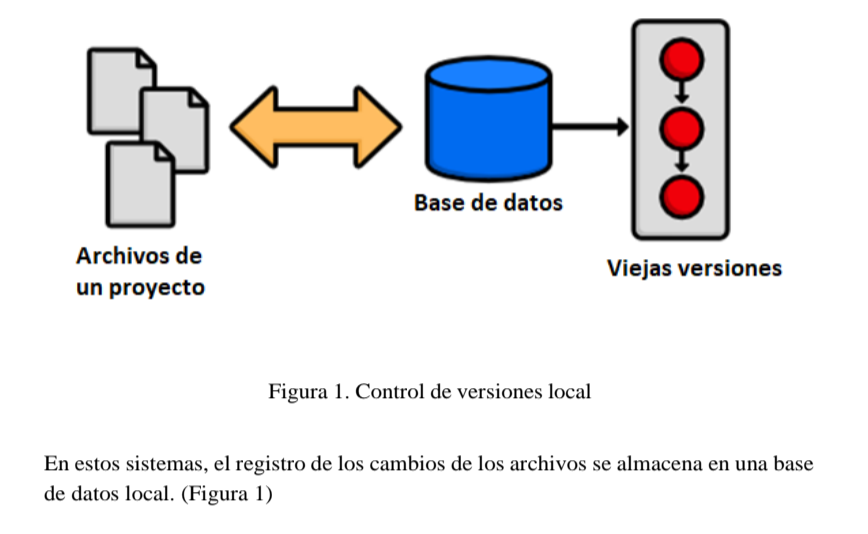 Base de datos
Archivos de
un proyecto
Viejas versiones
Figura 1. Control de versiones local
En estos sistemas, el registro de los cambios de los archivos se almacena en una base
de datos local. (Figura 1)